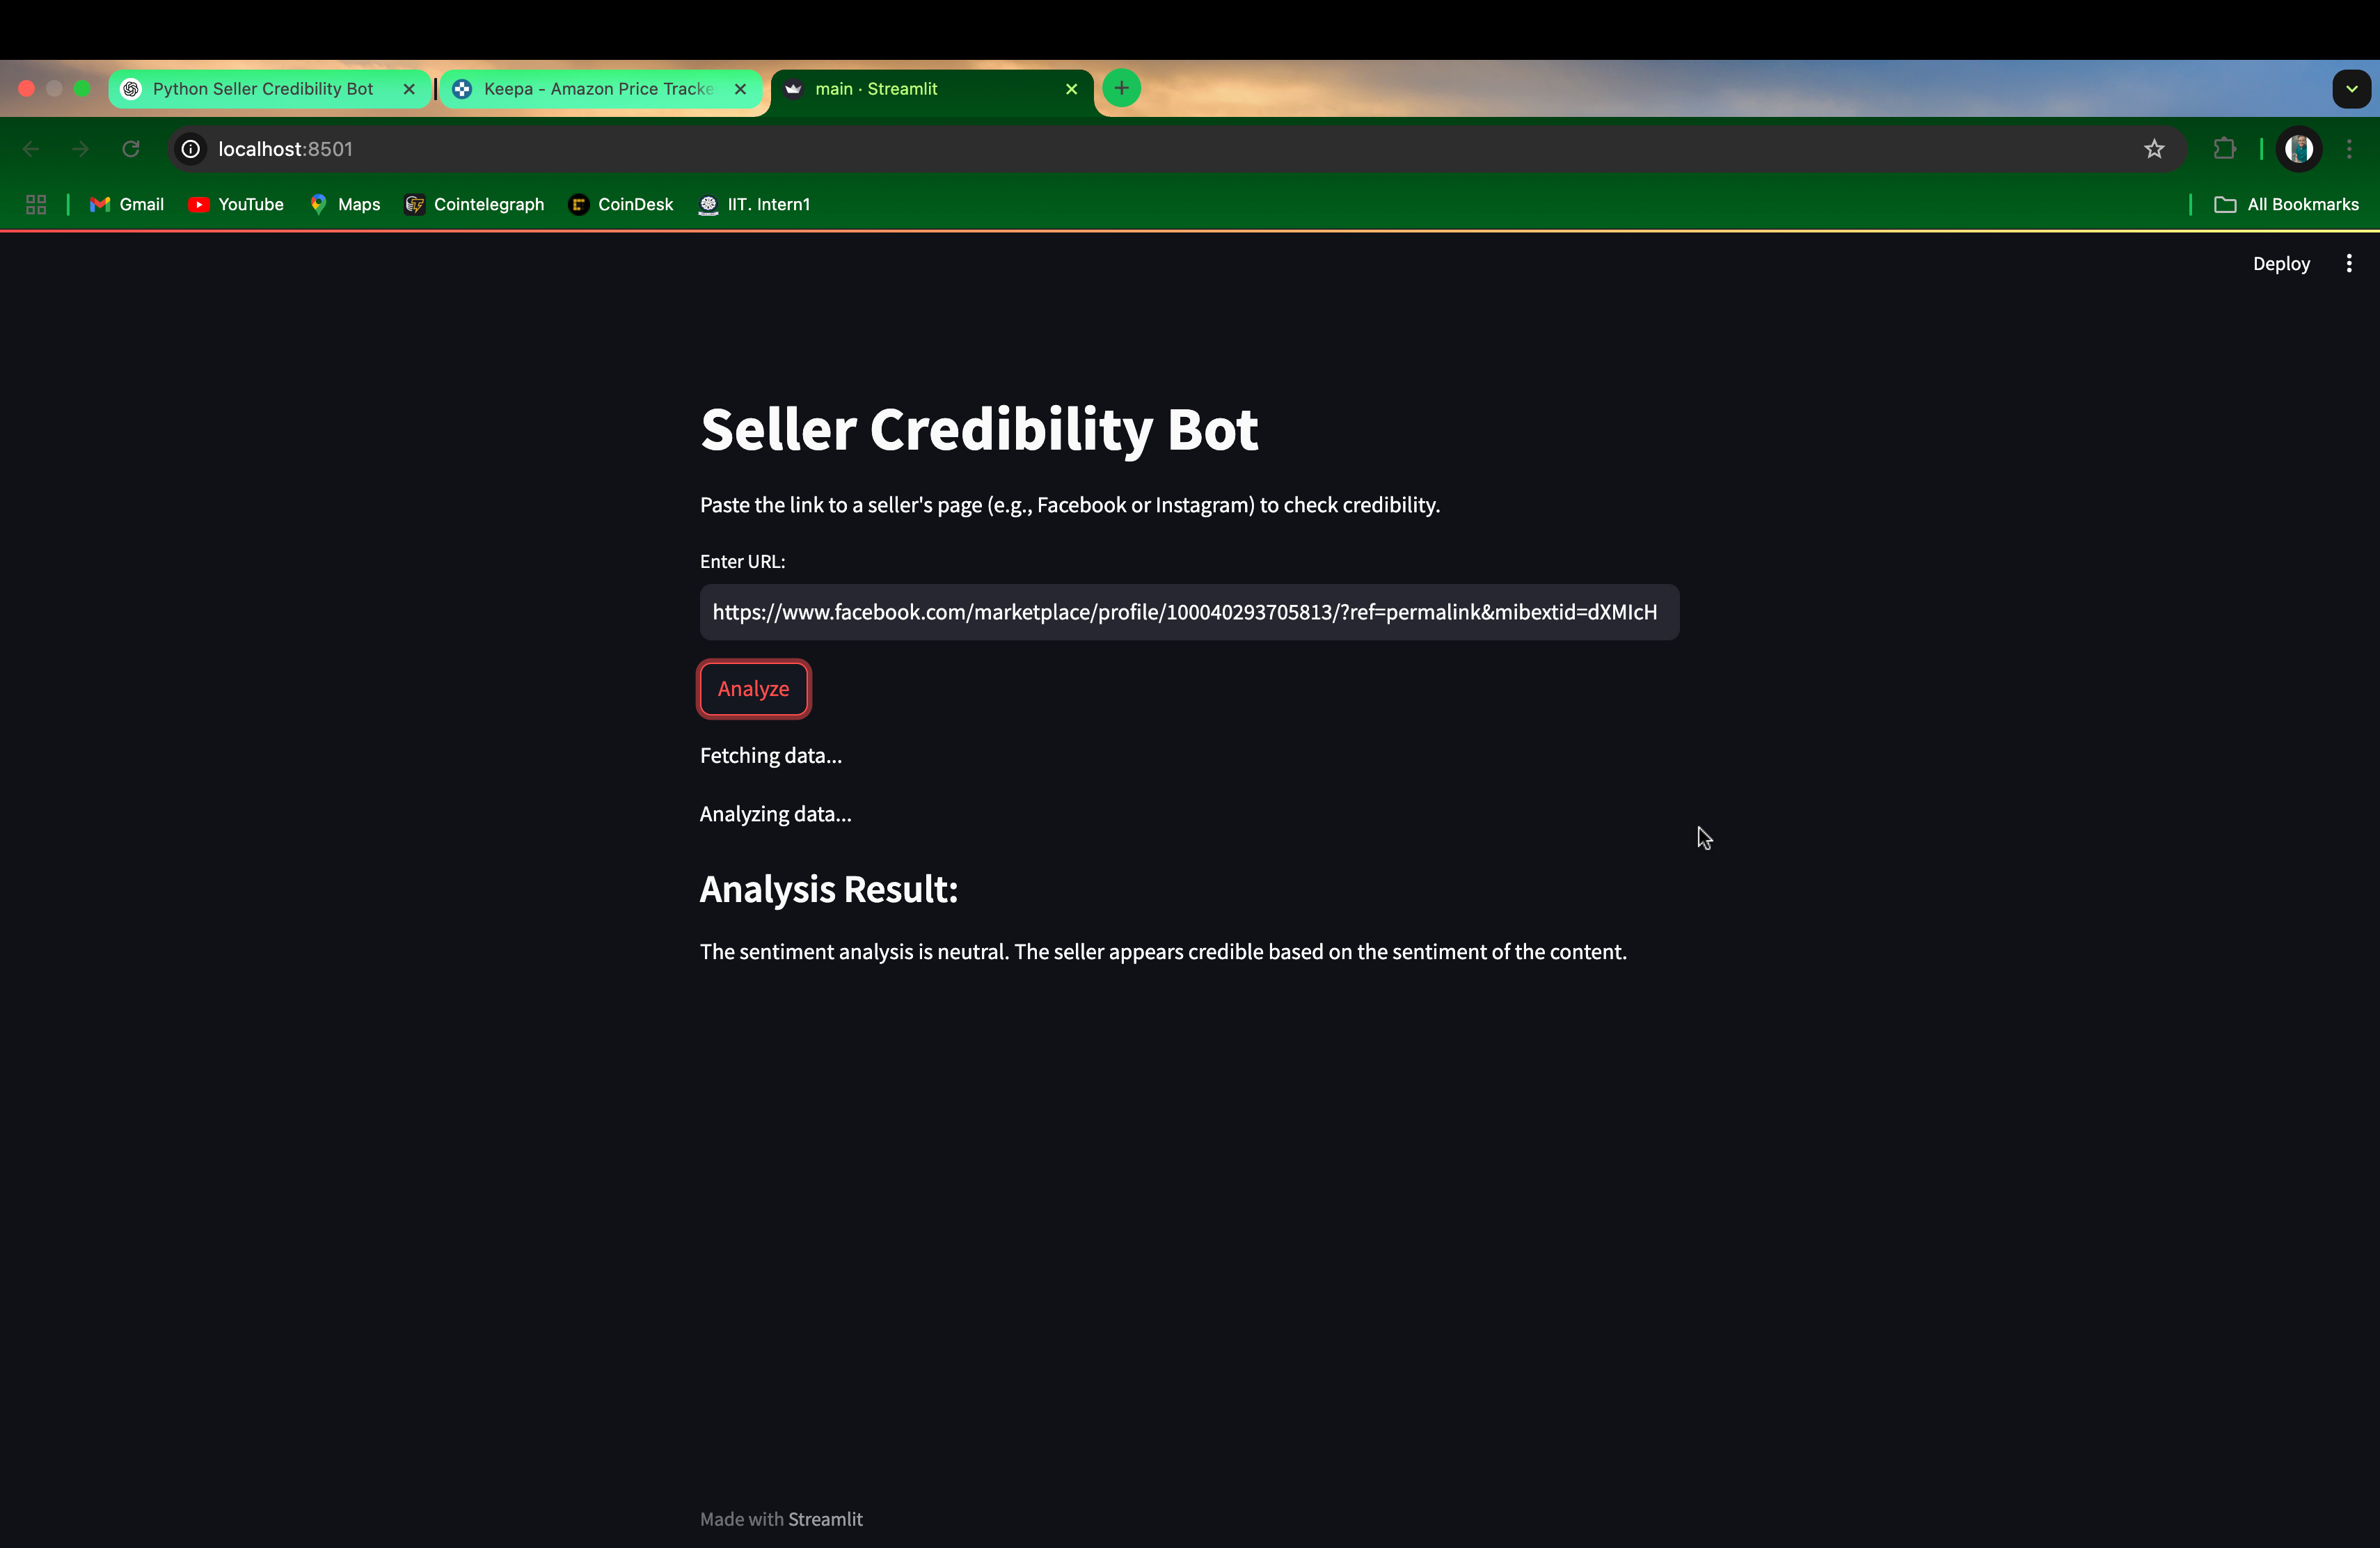 Python Seller Credibility Bot
Keepa - Amazon Price Tracke
main · Streamlit
localhost:8501
Gmail
YouTube
Maps
Cointelegraph
CoinDesk
IIT. Intern1
All Bookmarks
Deploy
Seller Credibility Bot
Paste the link to a seller's page (e.g., Facebook or Instagram) to check credibility.
Enter URL:
https://www.facebook.com/marketplace/profile/100040293705813/?ref=permalink&mibextid=dXMIcH
Analyze
Fetching data...
Analyzing data...
Analysis Result:
The sentiment analysis is neutral. The seller appears credible based on the sentiment of the content.
Made with Streamlit